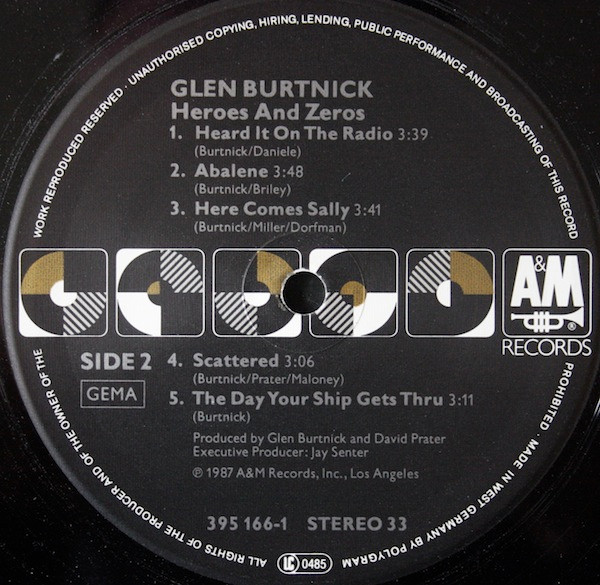 WORK REPRODUCED RESERVED · UNAUTHORISED COPYING, HIRING, LENDING, PUBLIC PERFORMANCE AND BROADCASTING OF THIS RECORD
GLEN BURTNICK
Heroes And Zeros
1. Heard It On The Radio 3:39
(Burtnick/Daniele)
2. Abalene 3:48
(Burtnick/Briley)
3. Here Comes Sally 3:41
(Burtnick/Miller/Dorfman)
A&M
®
RECORDS
SIDE 2
GEMA
4. Scattered 3:06
(Burtnick/Prater/Maloney)
5. The Day Your Ship Gets Thru 3:11
(Burtnick)
Produced by Glen Burtnick and David Prater
Executive Producer: Jay Senter
℗ 1987 A&M Records, Inc., Los Angeles
395 166-1 STEREO 33
LC 0485
PROHIBITED · MADE IN WEST GERMANY BY POLYGRAM
ALL RIGHTS OF THE PRODUCER AND OF THE OWNER OF THE